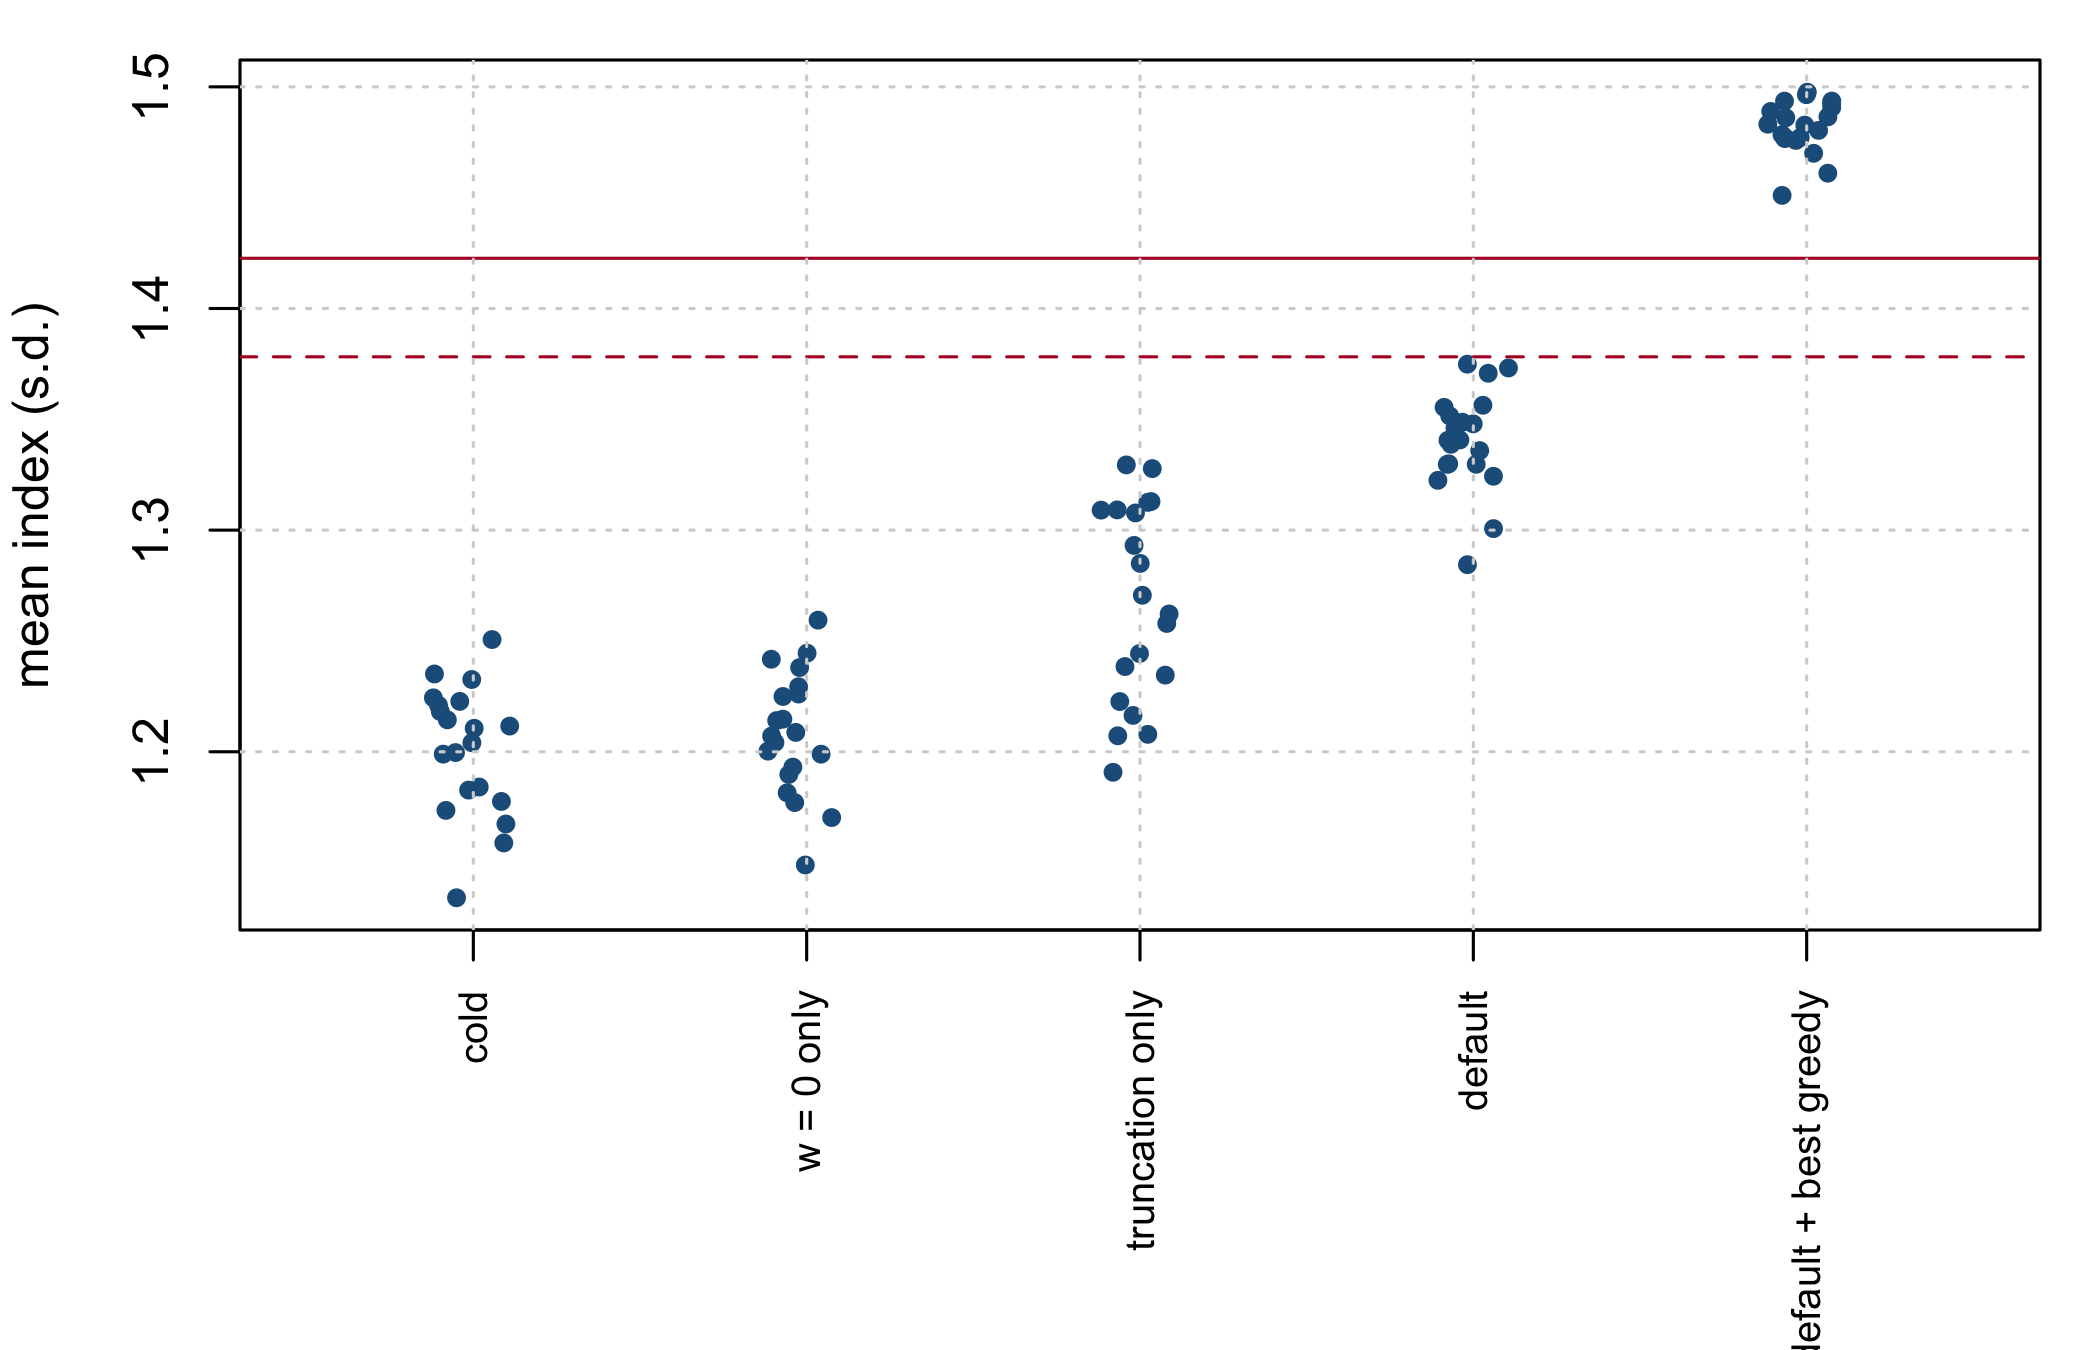 mean index (s.d.)
1.5
1.4
1.3
1.2
cold
w = 0 only
truncation only
default
default + best greedy